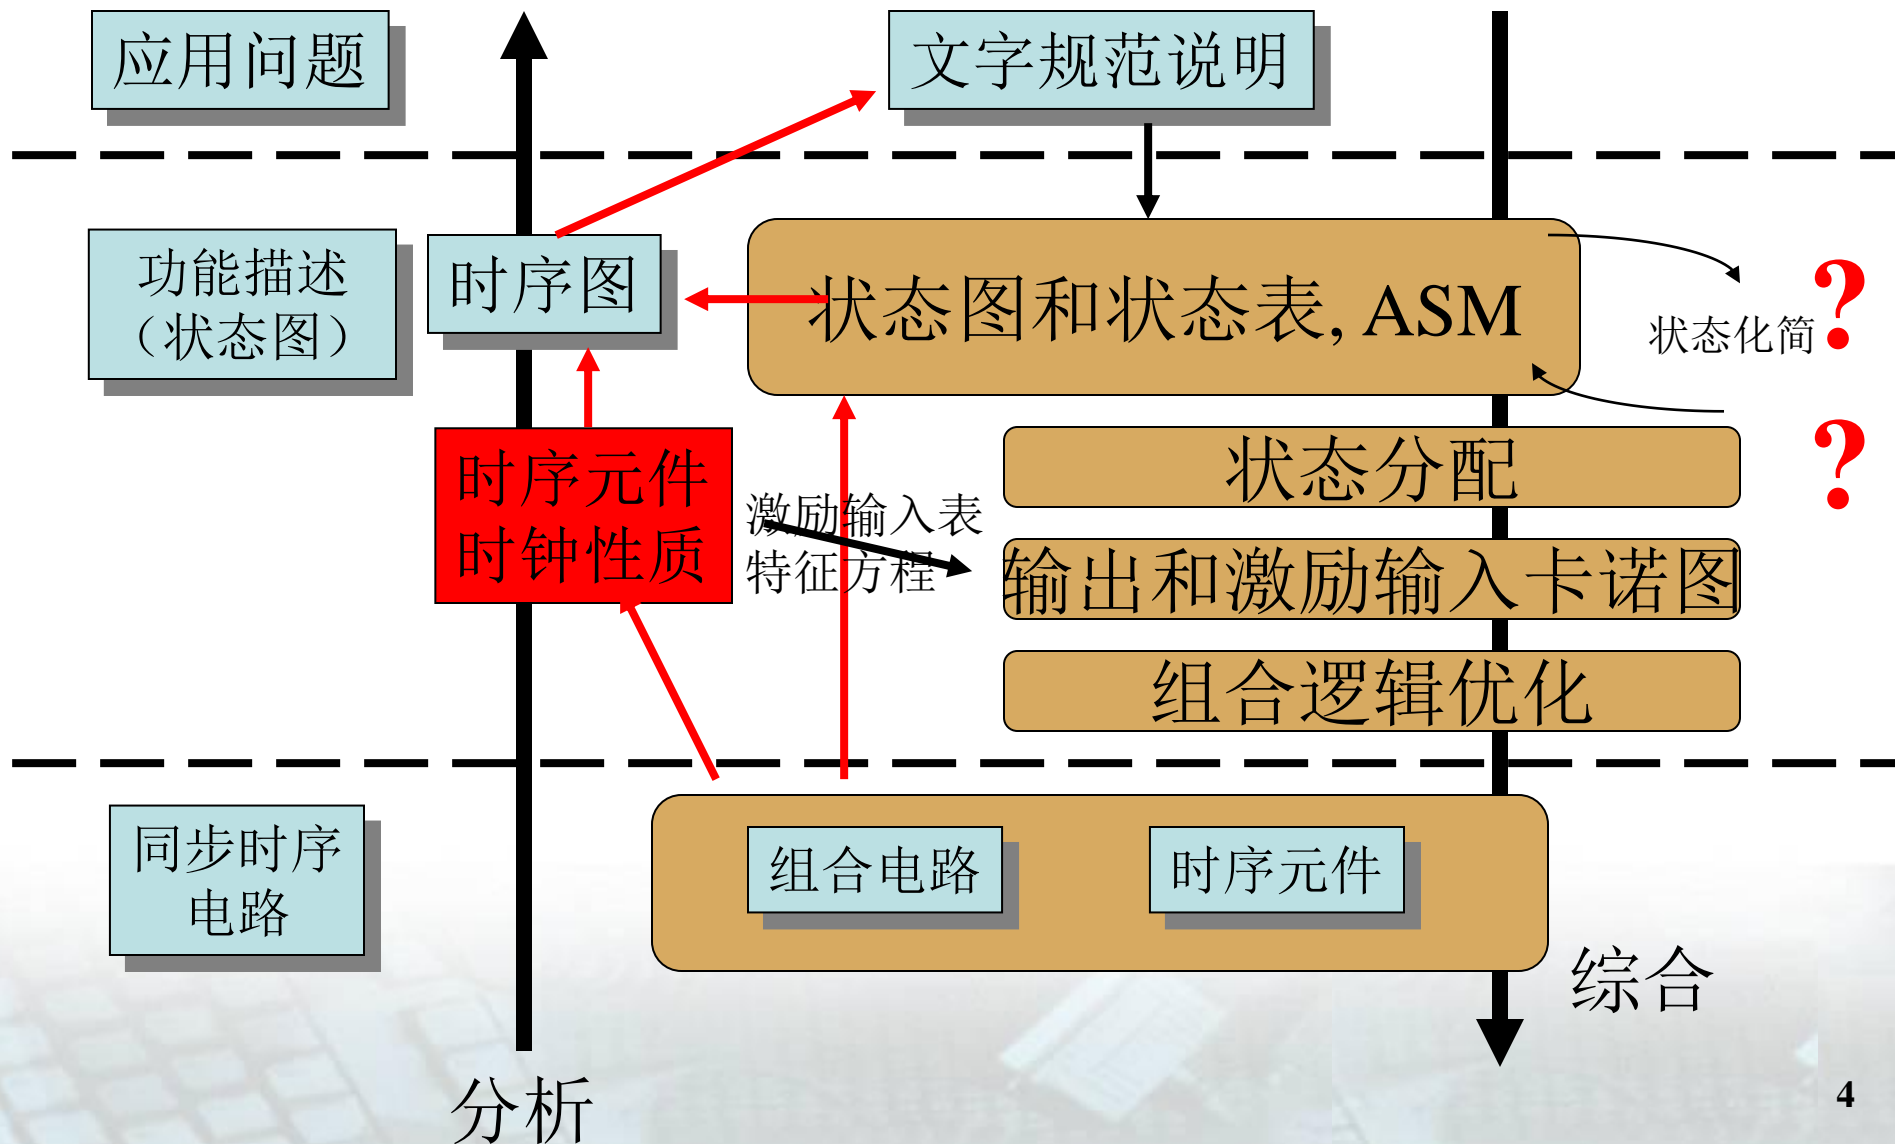 应用问题
文字规范说明
功能描述
（状态图）
时序图
状态图和状态表, ASM
状态化简
?
时序元件
时钟性质
激励输入表
特征方程
状态分配
?
输出和激励输入卡诺图
组合逻辑优化
同步时序
电路
组合电路
时序元件
综合
分析
4